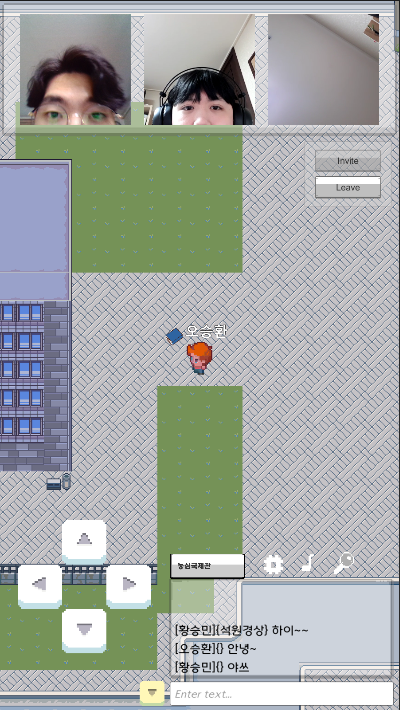 Invite
Leave
오승환
농심국제관
[황승민]{석원경상} 하이~~
[오승환]{} 안녕~
[황승민]{} 야쓰
Enter text...